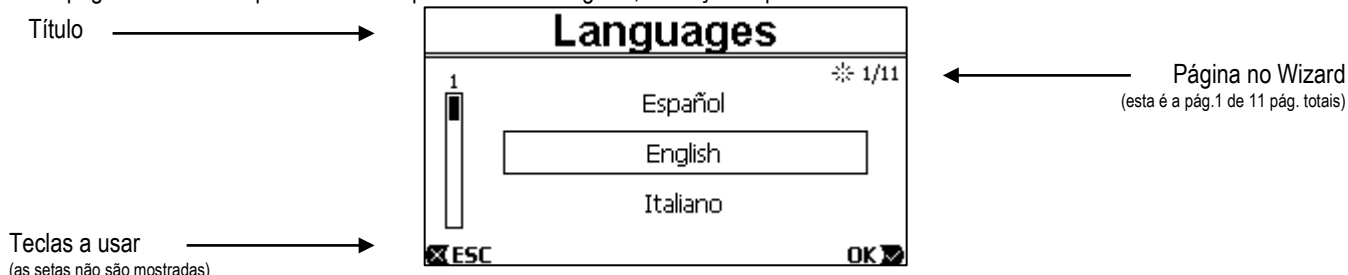 Título
Languages
Página no Wizard
(esta é a pág.1 de 11 pág. totais)
1
1/11
Español
English
Italiano
Teclas a usar
(as setas não são mostradas)
ESC
OK